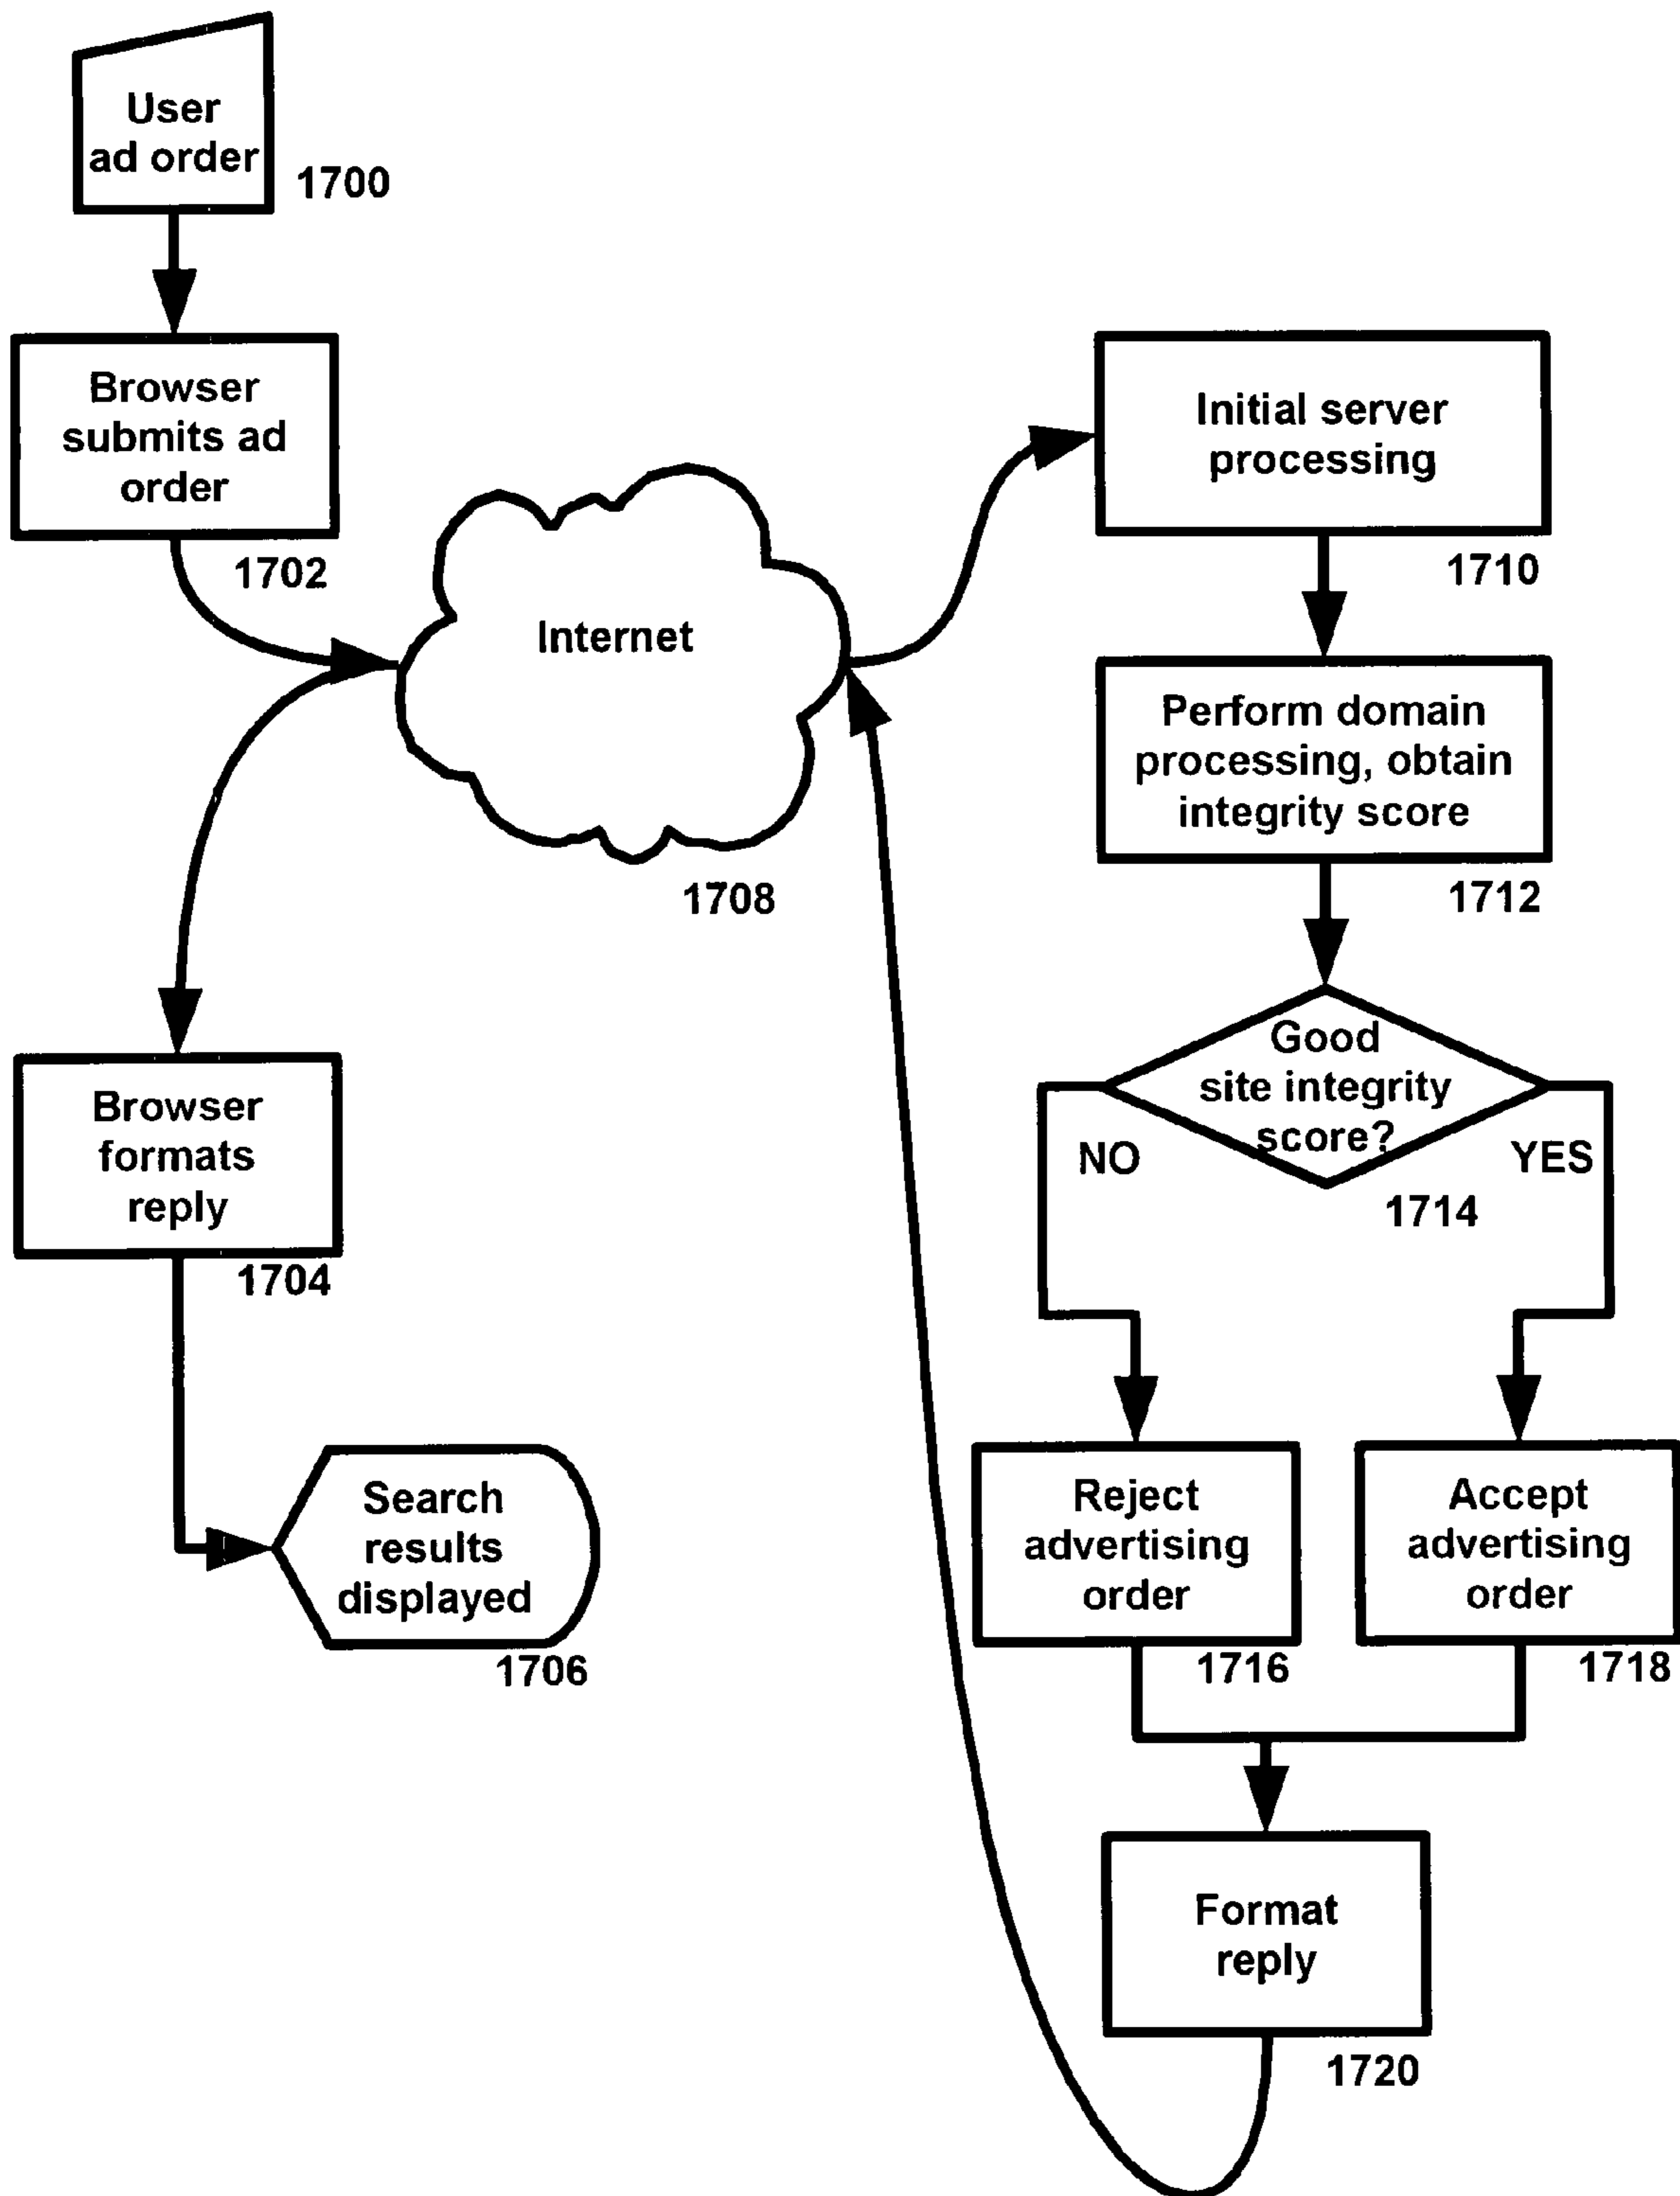 User
ad order
1700
Browser
submits ad
order
1702
Internet
1708
Browser
formats
reply
1704
Search
results
displayed
1706
Initial server
processing
1710
Perform domain
processing, obtain
integrity score
1712
Good
site integrity
score?
NO
YES
1714
Reject
advertising
order
1716
Accept
advertising
order
1718
Format
reply
1720